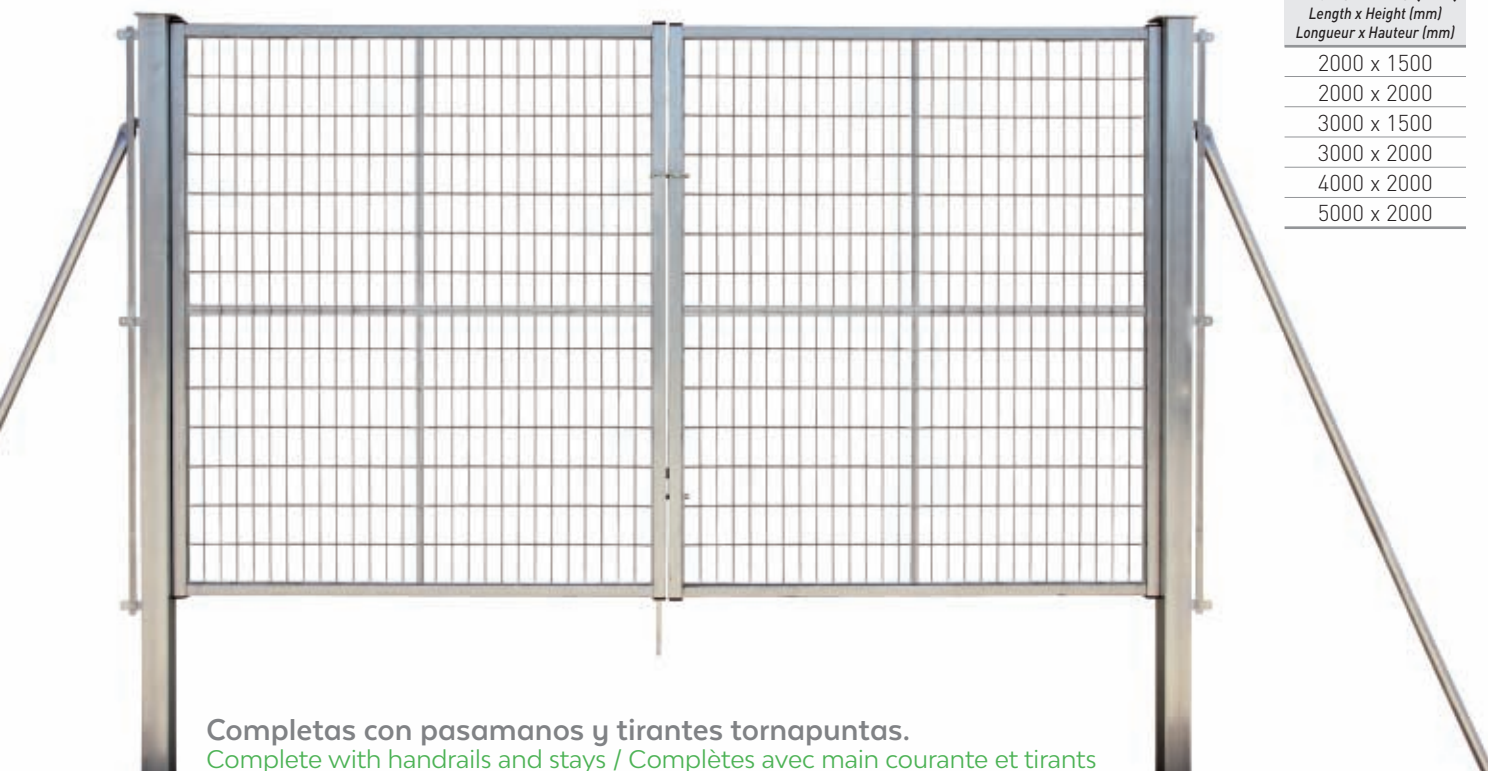 Length x Height (mm)
Longueur x Hauteur (mm)
2000 x 1500
2000 x 2000
3000 x 1500
3000 x 2000
4000 x 2000
5000 x 2000
Completas con pasamanos y tirantes tornapuntas.
Complete with handrails and stays / Complètes avec main courante et tirants